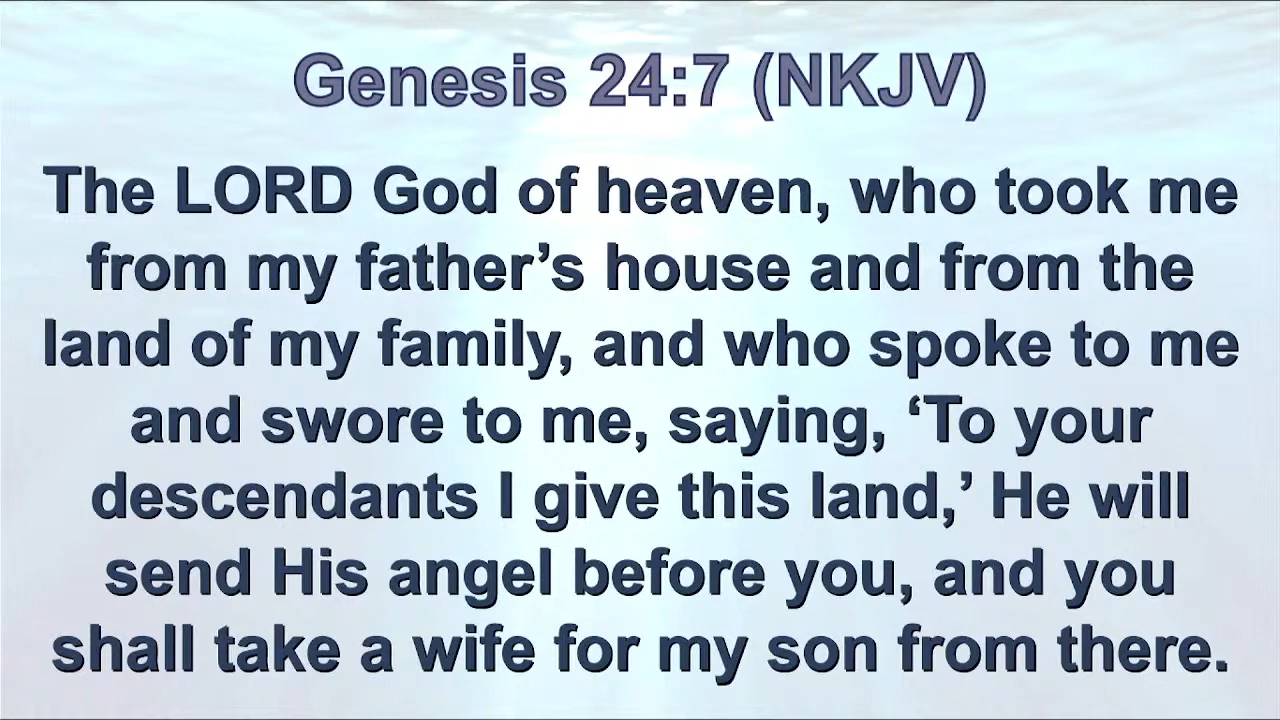 Genesis 24:7 (NKJV)
The LORD God of heaven, who took me
from my father’s house and from the
land of my family, and who spoke to me
and swore to me, saying, ‘To your
descendants I give this land,’ He will
send His angel before you, and you
shall take a wife for my son from there.